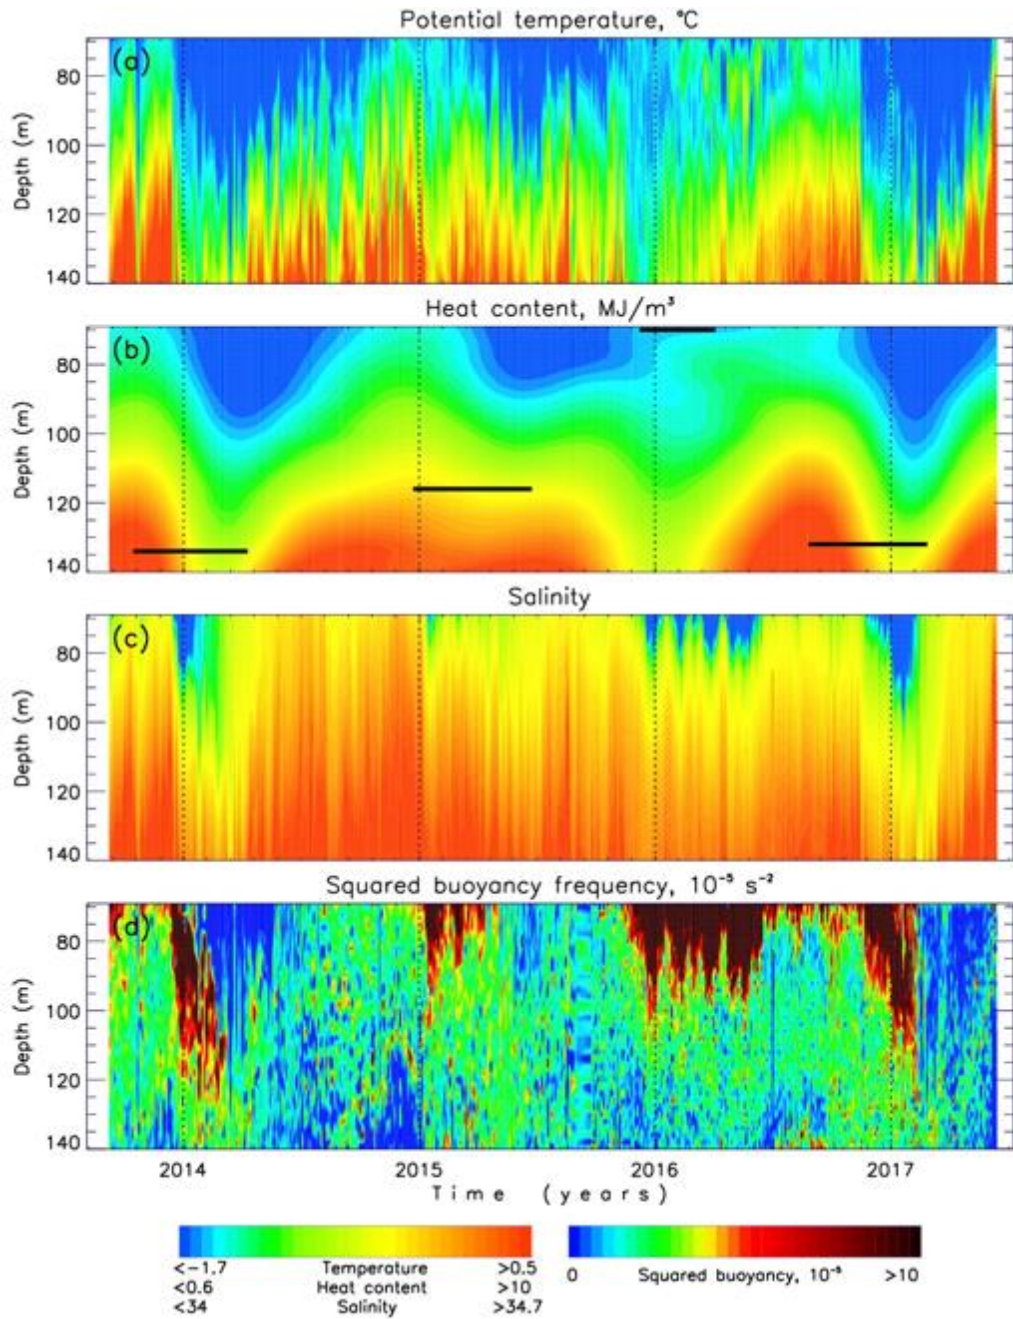 Potential temperature, °C
(a)
Depth (m)
80
100
120
140
Heat content, MJ/m³
(b)
Depth (m)
80
100
120
140
Salinity
(c)
Depth (m)
80
100
120
140
Squared buoyancy frequency, 10⁻⁵ s⁻²
(d)
Depth (m)
80
100
120
140
2014 2015 2016 2017
Time (years)
<-1.7 Temperature >0.5
<0.6 Heat content >10
<34 Salinity >34.7
0 Squared buoyancy, 10⁻⁵ >10